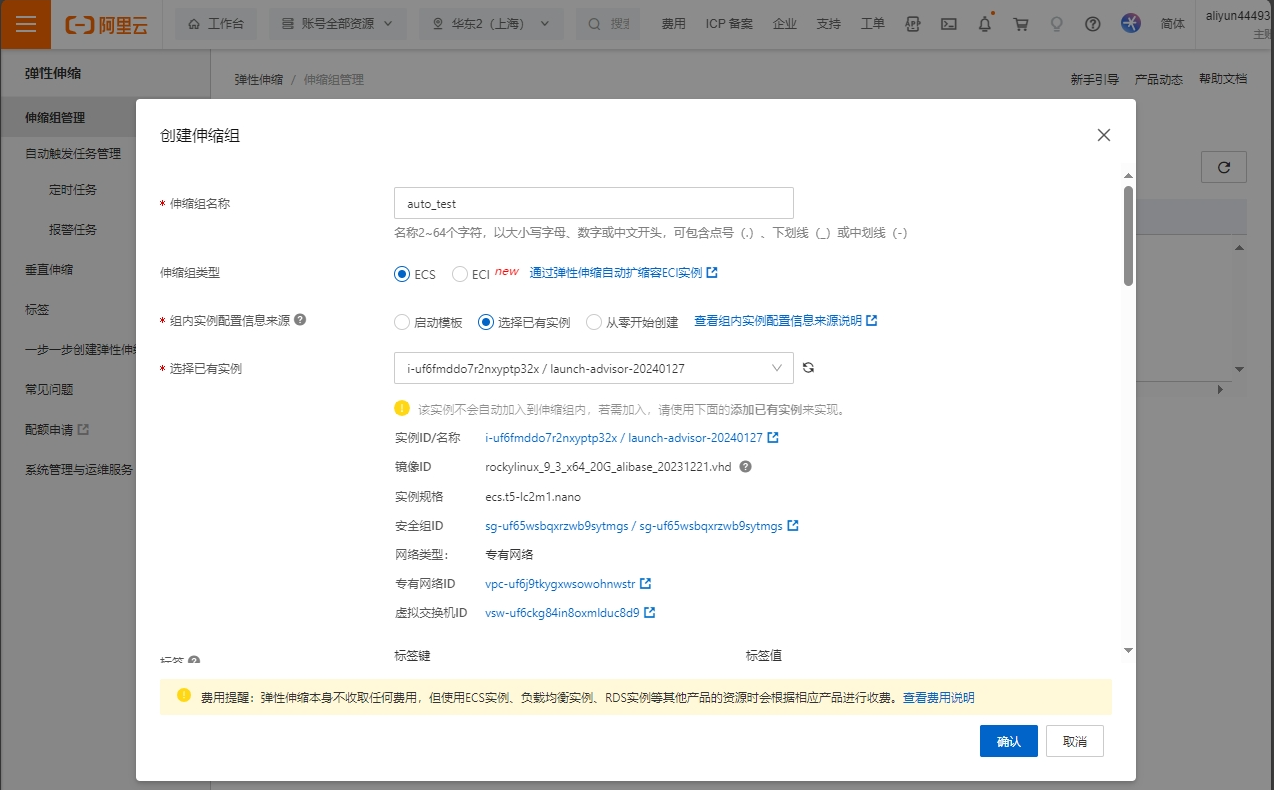 阿里云
工作台
账号全部资源
华东2（上海）
搜
费用
ICP 备案
企业
支持
工单
简体
aliyun44493
弹性伸缩
弹性伸缩 / 伸缩组管理
新手引导
产品动态
帮助文档
伸缩组管理
自动触发任务管理
定时任务
报警任务
垂直伸缩
标签
一步一步创建弹性伸
常见问题
配额申请
系统管理与运维服务
创建伸缩组
* 伸缩组名称
auto_test
名称2~64个字符，以大小写字母、数字或中文开头，可包含点号（.）、下划线（_）或中划线（-）
伸缩组类型
ECS
ECI new
通过弹性伸缩自动扩缩容ECI实例
* 组内实例配置信息来源
启动模板
选择已有实例
从零开始创建
查看组内实例配置信息来源说明
* 选择已有实例
i-uf6fmddo7r2nxyptp32x / launch-advisor-20240127
该实例不会自动加入到伸缩组内，若需加入，请使用下面的添加已有实例来实现。
实例ID/名称 i-uf6fmddo7r2nxyptp32x / launch-advisor-20240127
镜像ID rockylinux_9_3_x64_20G_alibase_20231221.vhd
实例规格 ecs.t5-lc2m1.nano
安全组ID sg-uf65wsbqxrzwb9sytmgs / sg-uf65wsbqxrzwb9sytmgs
网络类型： 专有网络
专有网络ID vpc-uf6j9tkygxwsowohnwstr
虚拟交换机ID vsw-uf6ckg84in8oxmlduc8d9
标签
标签键
标签值
费用提醒：弹性伸缩本身不收取任何费用，但使用ECS实例、负载均衡实例、RDS实例等其他产品的资源时会根据相应产品进行收费。查看费用说明
确认
取消